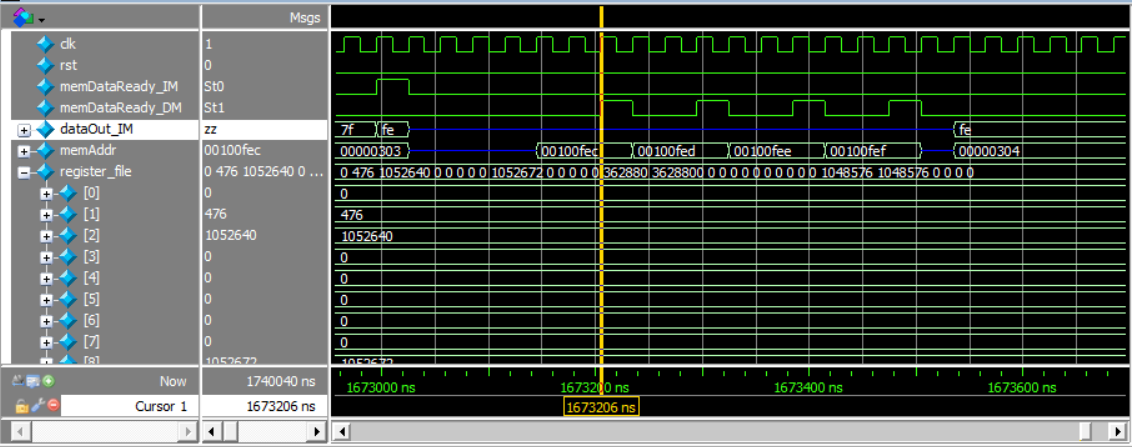 Msgs
clk 1
rst 0
memDataReady_IM St0
memDataReady_DM St1
dataOut_IM zz 7f fe fe
memAddr 00100fec 00000303 00100fec 00100fed 00100fee 00100fef 00000304
register_file 0 476 1052640 0 ... 0 476 1052640 0 0 0 0 0 1052672 0 0 0 0 0 362880 3628800 0 0 0 0 0 0 0 0 0 0 1048576 1048576 0 0 0 0
[0] 0 0
[1] 476 476
[2] 1052640 1052640
[3] 0 0
[4] 0 0
[5] 0 0
[6] 0 0
[7] 0 0
[8] 1052672 1052672
Now 1740040 ns 1673000 ns 1673200 ns 1673400 ns 1673600 ns
Cursor 1 1673206 ns 1673206 ns